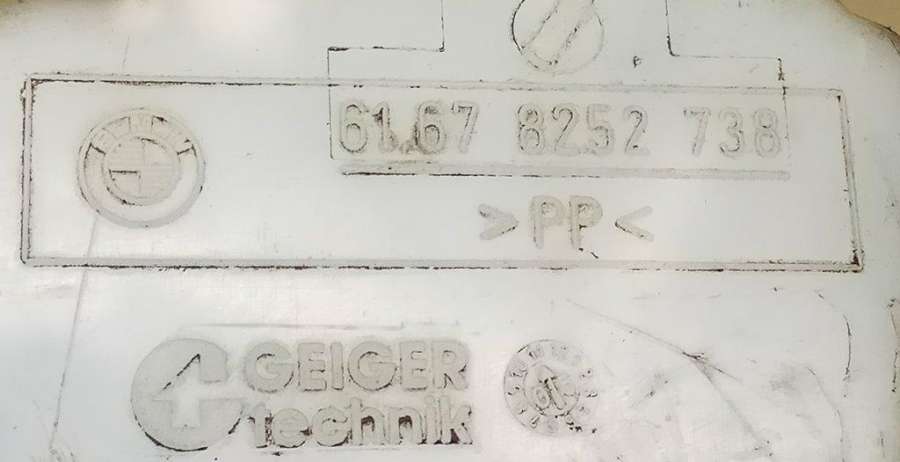 61.67 8252 738
>PP<
GEIGER
technik